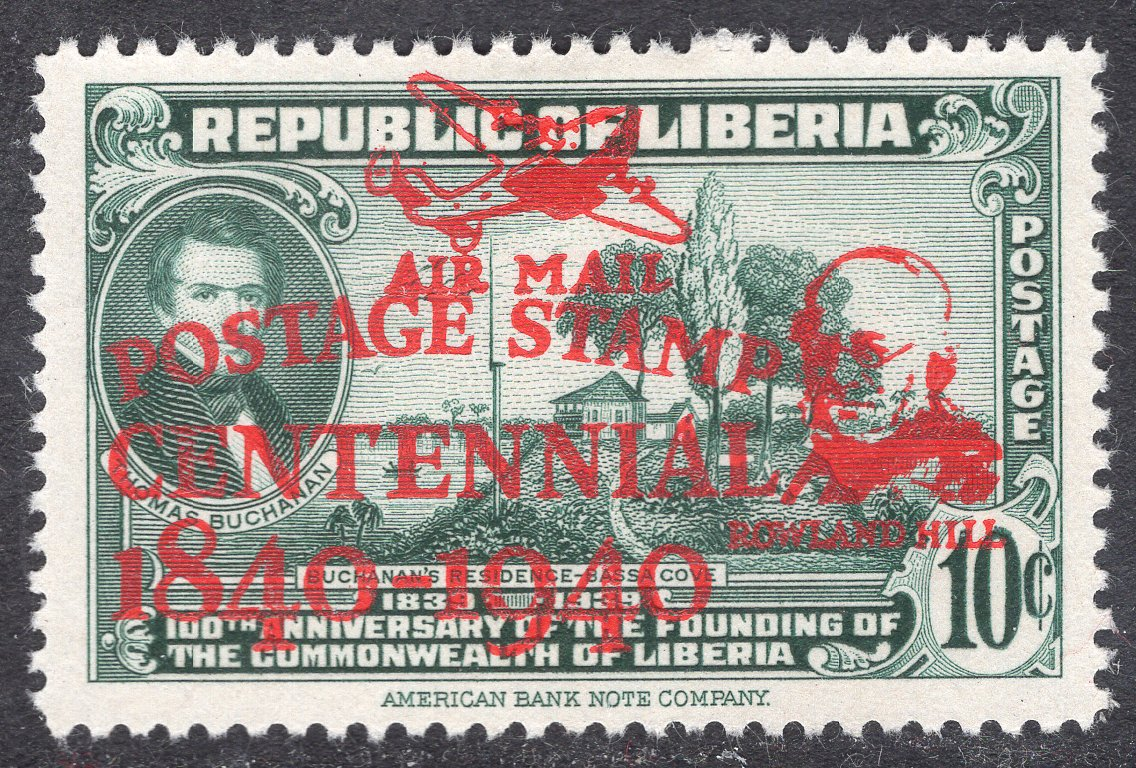 REPUBLIC OF LIBERIA
POSTAGE
AIR MAIL
POSTAGE STAMP
CENTENNIAL
THOMAS BUCHANAN
ROWLAND HILL
1840-1940
BUCHANAN'S RESIDENCE-BASSA COVE
1839 1939
10¢
100TH ANNIVERSARY OF THE FOUNDING OF
THE COMMONWEALTH OF LIBERIA
AMERICAN BANK NOTE COMPANY.